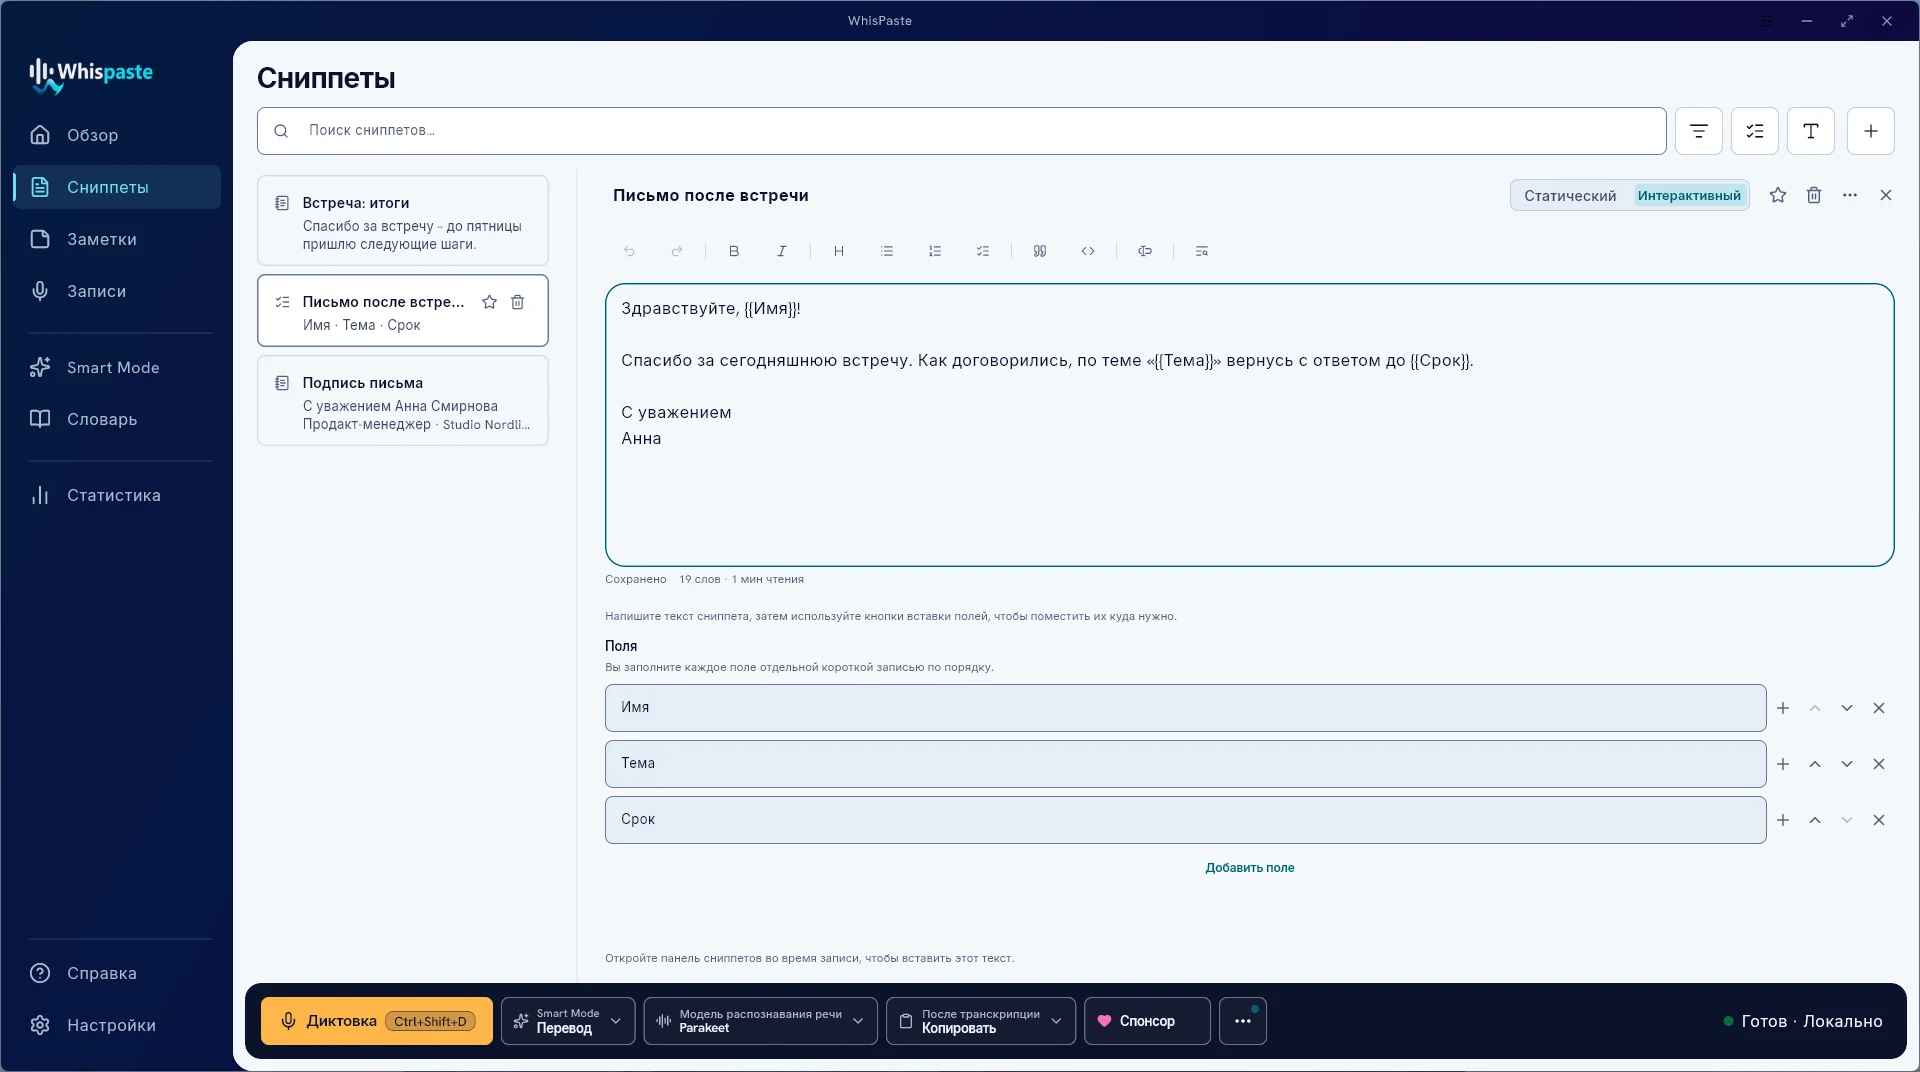 WhisPaste
Whispaste
Обзор
Сниппеты
Заметки
Записи
Smart Mode
Словарь
Статистика
Справка
Настройки
Сниппеты
Поиск сниппетов...
Встреча: итоги
Спасибо за встречу – до пятницы
пришлю следующие шаги.
Письмо после встре...
Имя · Тема · Срок
Подпись письма
С уважением Анна Смирнова
Продакт-менеджер · Studio Nordli...
Письмо после встречи
Статический Интерактивный
B I H
Здравствуйте, {{Имя}}!
Спасибо за сегодняшнюю встречу. Как договорились, по теме «{{Тема}}» вернусь с ответом до {{Срок}}.
С уважением
Анна
Сохранено 19 слов · 1 мин чтения
Напишите текст сниппета, затем используйте кнопки вставки полей, чтобы поместить их куда нужно.
Поля
Вы заполните каждое поле отдельной короткой записью по порядку.
Имя
Тема
Срок
Добавить поле
Откройте панель сниппетов во время записи, чтобы вставить этот текст.
Диктовка Ctrl+Shift+D
Smart Mode
Перевод
Модель распознавания речи
Parakeet
После транскрипции
Копировать
Спонсор
Готов · Локально